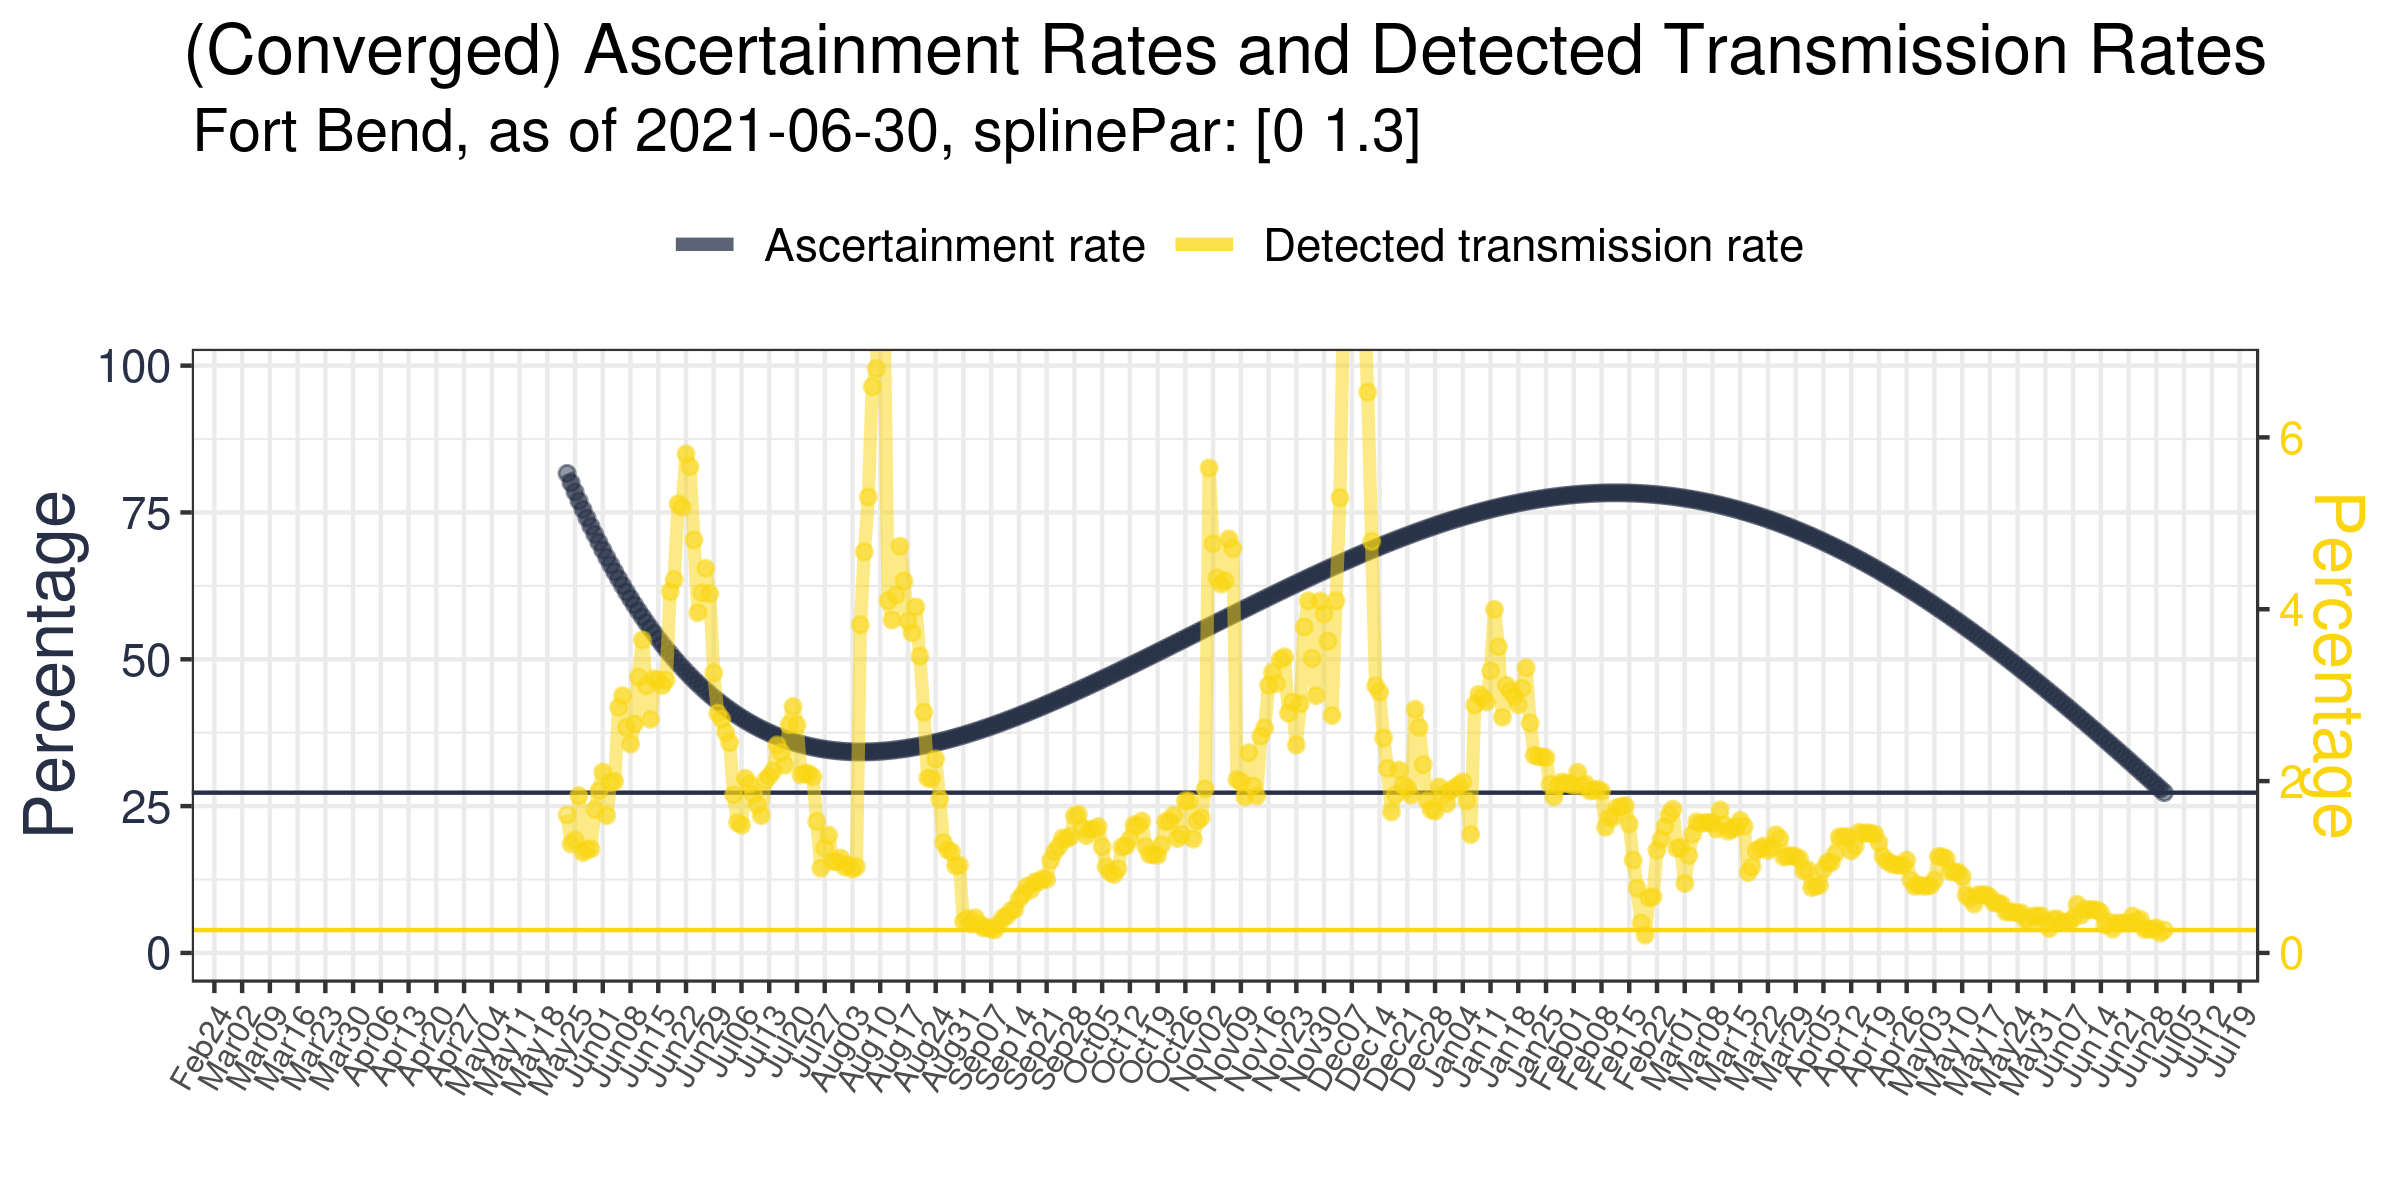 (Converged) Ascertainment Rates and Detected Transmission Rates
Fort Bend, as of 2021-06-30, splinePar: [0 1.3]
Ascertainment rate Detected transmission rate
Percentage
100
75
50
25
0
6
4
2
0
Percentage
Feb24 Mar02 Mar09 Mar16 Mar23 Mar30 Apr06 Apr13 Apr20 Apr27 May04 May11 May18 May25 Jun01 Jun08 Jun15 Jun22 Jun29 Jul06 Jul13 Jul20 Jul27 Aug03 Aug10 Aug17 Aug24 Aug31 Sep07 Sep14 Sep21 Sep28 Oct05 Oct12 Oct19 Oct26 Nov02 Nov09 Nov16 Nov23 Nov30 Dec07 Dec14 Dec21 Dec28 Jan04 Jan11 Jan18 Jan25 Feb01 Feb08 Feb15 Feb22 Mar01 Mar08 Mar15 Mar22 Mar29 Apr05 Apr12 Apr19 Apr26 May03 May10 May17 May24 May31 Jun07 Jun14 Jun21 Jun28 Jul05 Jul12 Jul19